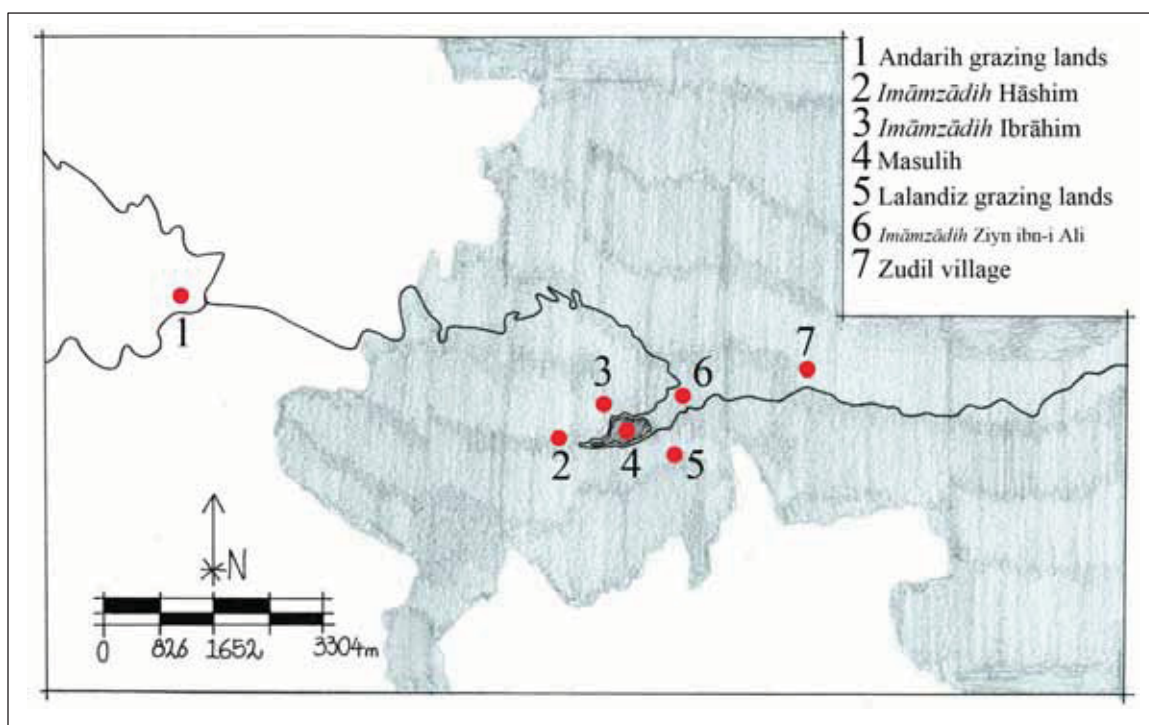 1 Andarih grazing lands
2 Imāmzādih Hāshim
3 Imāmzādih Ibrāhim
4 Masulih
5 Lalandiz grazing lands
6 Imāmzādih Ziyn ibn-i Ali
7 Zudil village
1
7
3
6
2
4
5
N
0 826 1652 3304m